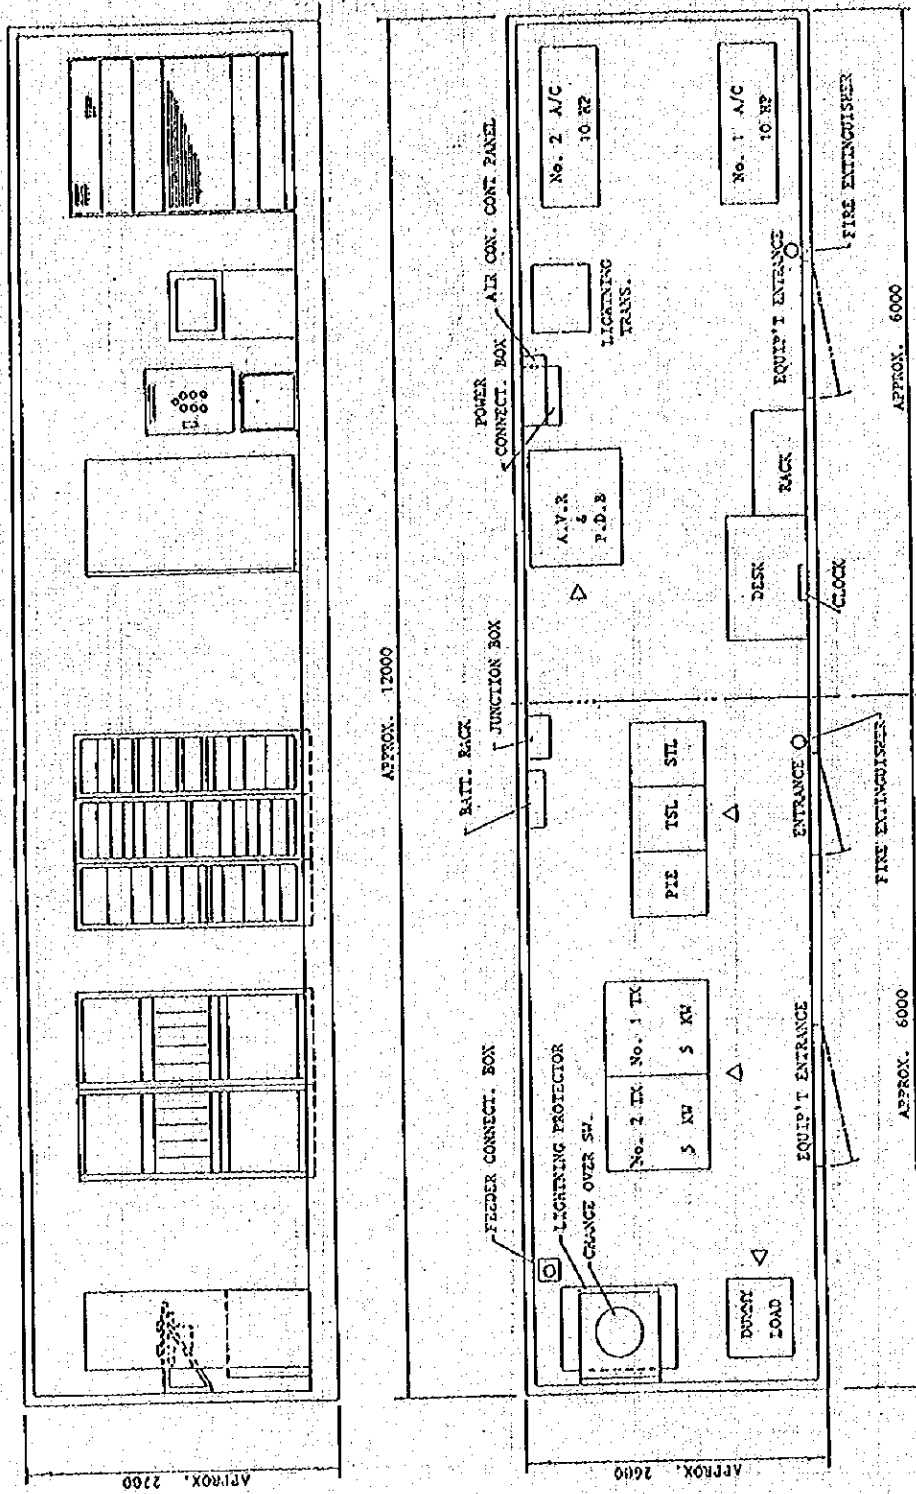 APPROX. 2700
APPROX. 12000
FEEDER CONNECT. BOX
LIGHTNING PROTECTOR
CHANGE OVER SW.
BATT. RACK
JUNCTION BOX
POWER
CONNECT. BOX
AIR CON. CONT PANEL
No. 2 TX
5 KW
No. 1 TX
5 KW
PIE
TSL
STL
A.V.R
&
P.D.B
LIGHTNING
TRANS.
No. 2 A/C
10 HP
No. 1 A/C
10 HP
DUMMY
LOAD
EQUIP'T ENTRANCE
ENTRANCE
FIRE EXTINGUISHER
DESK
RACK
CLOCK
EQUIP'T ENTRANCE
FIRE EXTINGUISHER
APPROX. 2600
APPROX. 6000
APPROX. 6000